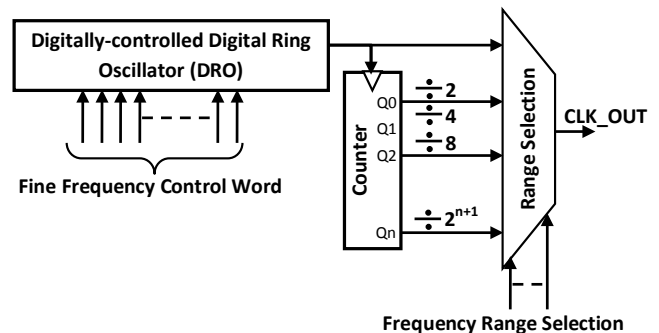 Digitally-controlled Digital Ring
Oscillator (DRO)
Fine Frequency Control Word
Counter
Q0
Q1
Q2
Qn
÷ 2
÷ 4
÷ 8
÷ 2ⁿ⁺¹
Range Selection
CLK_OUT
Frequency Range Selection